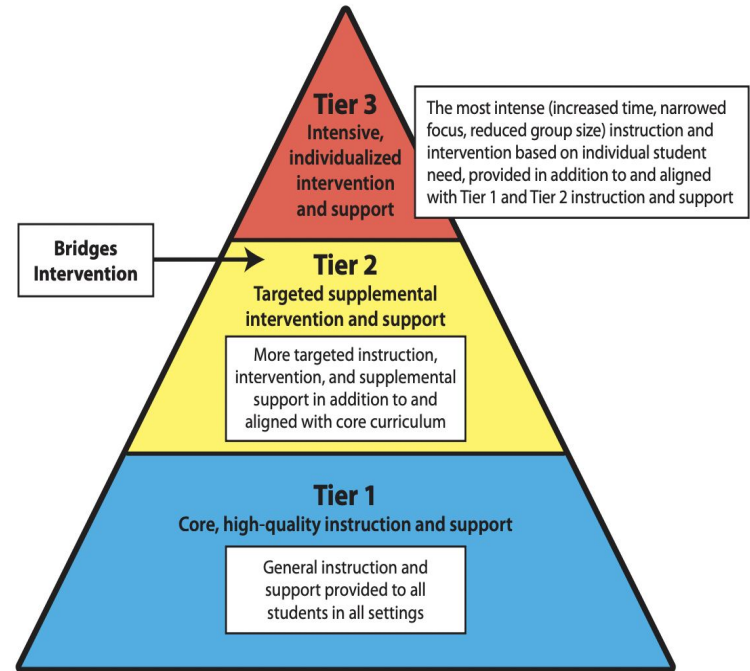 Tier 3
Intensive,
individualized
intervention
and support
The most intense (increased time, narrowed
focus, reduced group size) instruction and
intervention based on individual student
need, provided in addition to and aligned
with Tier 1 and Tier 2 instruction and support
Bridges
Intervention
Tier 2
Targeted supplemental
intervention and support
More targeted instruction,
intervention, and supplemental
support in addition to and
aligned with core curriculum
Tier 1
Core, high-quality instruction and support
General instruction and
support provided to all
students in all settings